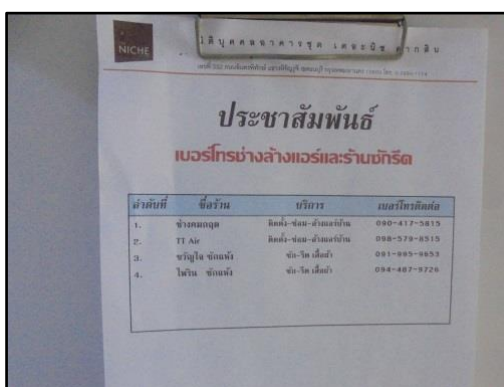 NICHE
นิติบุคคลอาคารชุด เดอะนิช ตากสิน
ประชาสัมพันธ์
เบอร์โทรช่างล้างแอร์และร้านซักรีด
ลำดับที่ ชื่อร้าน บริการ เบอร์โทรติดต่อ
1. ช่างคมกฤต ติดตั้ง-ซ่อม-ล้างแอร์บ้าน 090-417-5815
2. TT Air ติดตั้ง-ซ่อม-ล้างแอร์บ้าน 098-579-8515
3. ขวัญใจ ซักแห้ง ซัก-รีด เสื้อผ้า
4. ไพริน ซักแห้ง ซัก-รีด เสื้อผ้า 094-487-9726